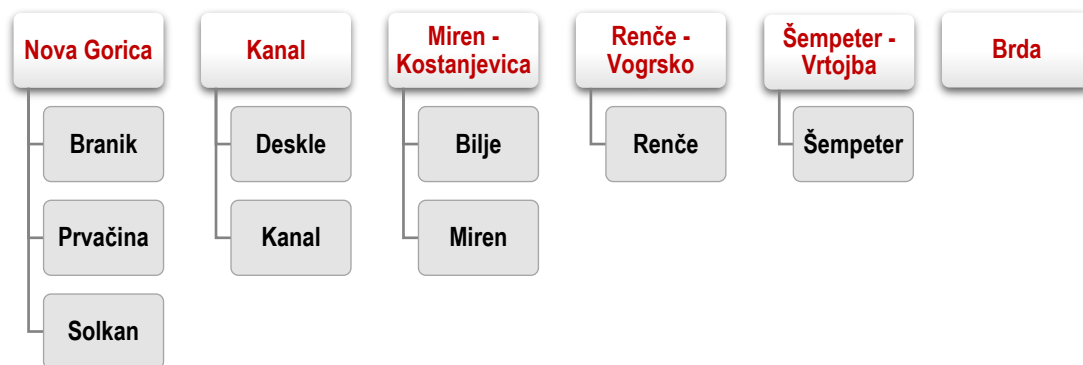 Nova Gorica
Branik
Prvačina
Solkan
Kanal
Deskle
Kanal
Miren -
Kostanjevica
Bilje
Miren
Renče -
Vogrsko
Renče
Šempeter -
Vrtojba
Šempeter
Brda